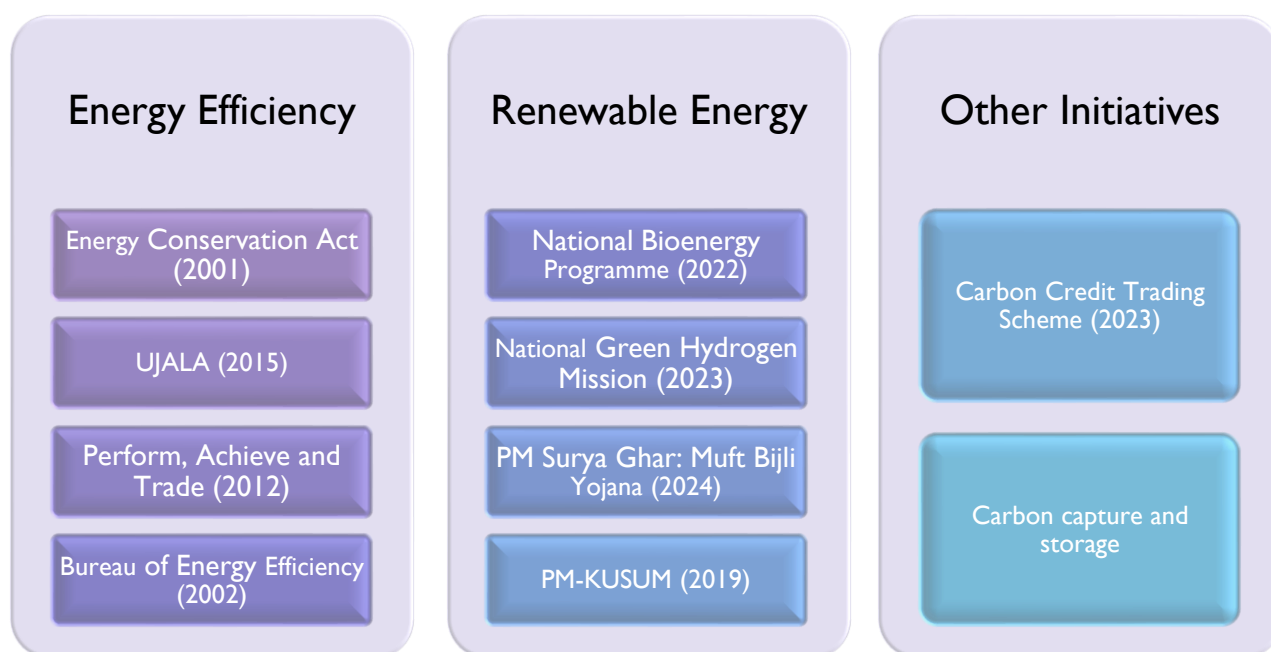 Energy Efficiency
Energy Conservation Act
(2001)
UJALA (2015)
Perform, Achieve and
Trade (2012)
Bureau of Energy Efficiency
(2002)
Renewable Energy
National Bioenergy
Programme (2022)
National Green Hydrogen
Mission (2023)
PM Surya Ghar: Muft Bijli
Yojana (2024)
PM-KUSUM (2019)
Other Initiatives
Carbon Credit Trading
Scheme (2023)
Carbon capture and
storage